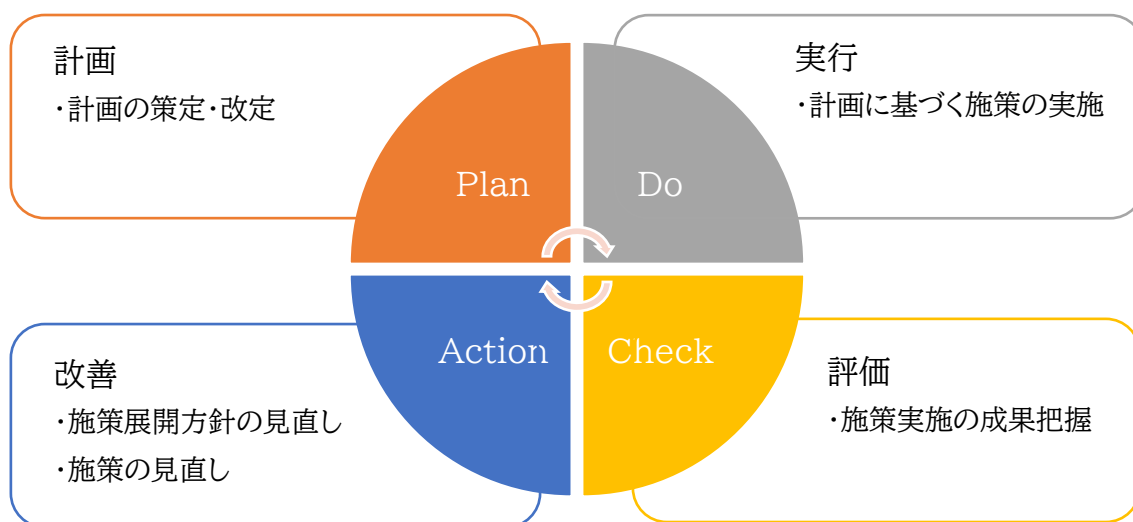 計画
・計画の策定・改定
Plan
実行
・計画に基づく施策の実施
Do
改善
・施策展開方針の見直し
・施策の見直し
Action
評価
・施策実施の成果把握
Check